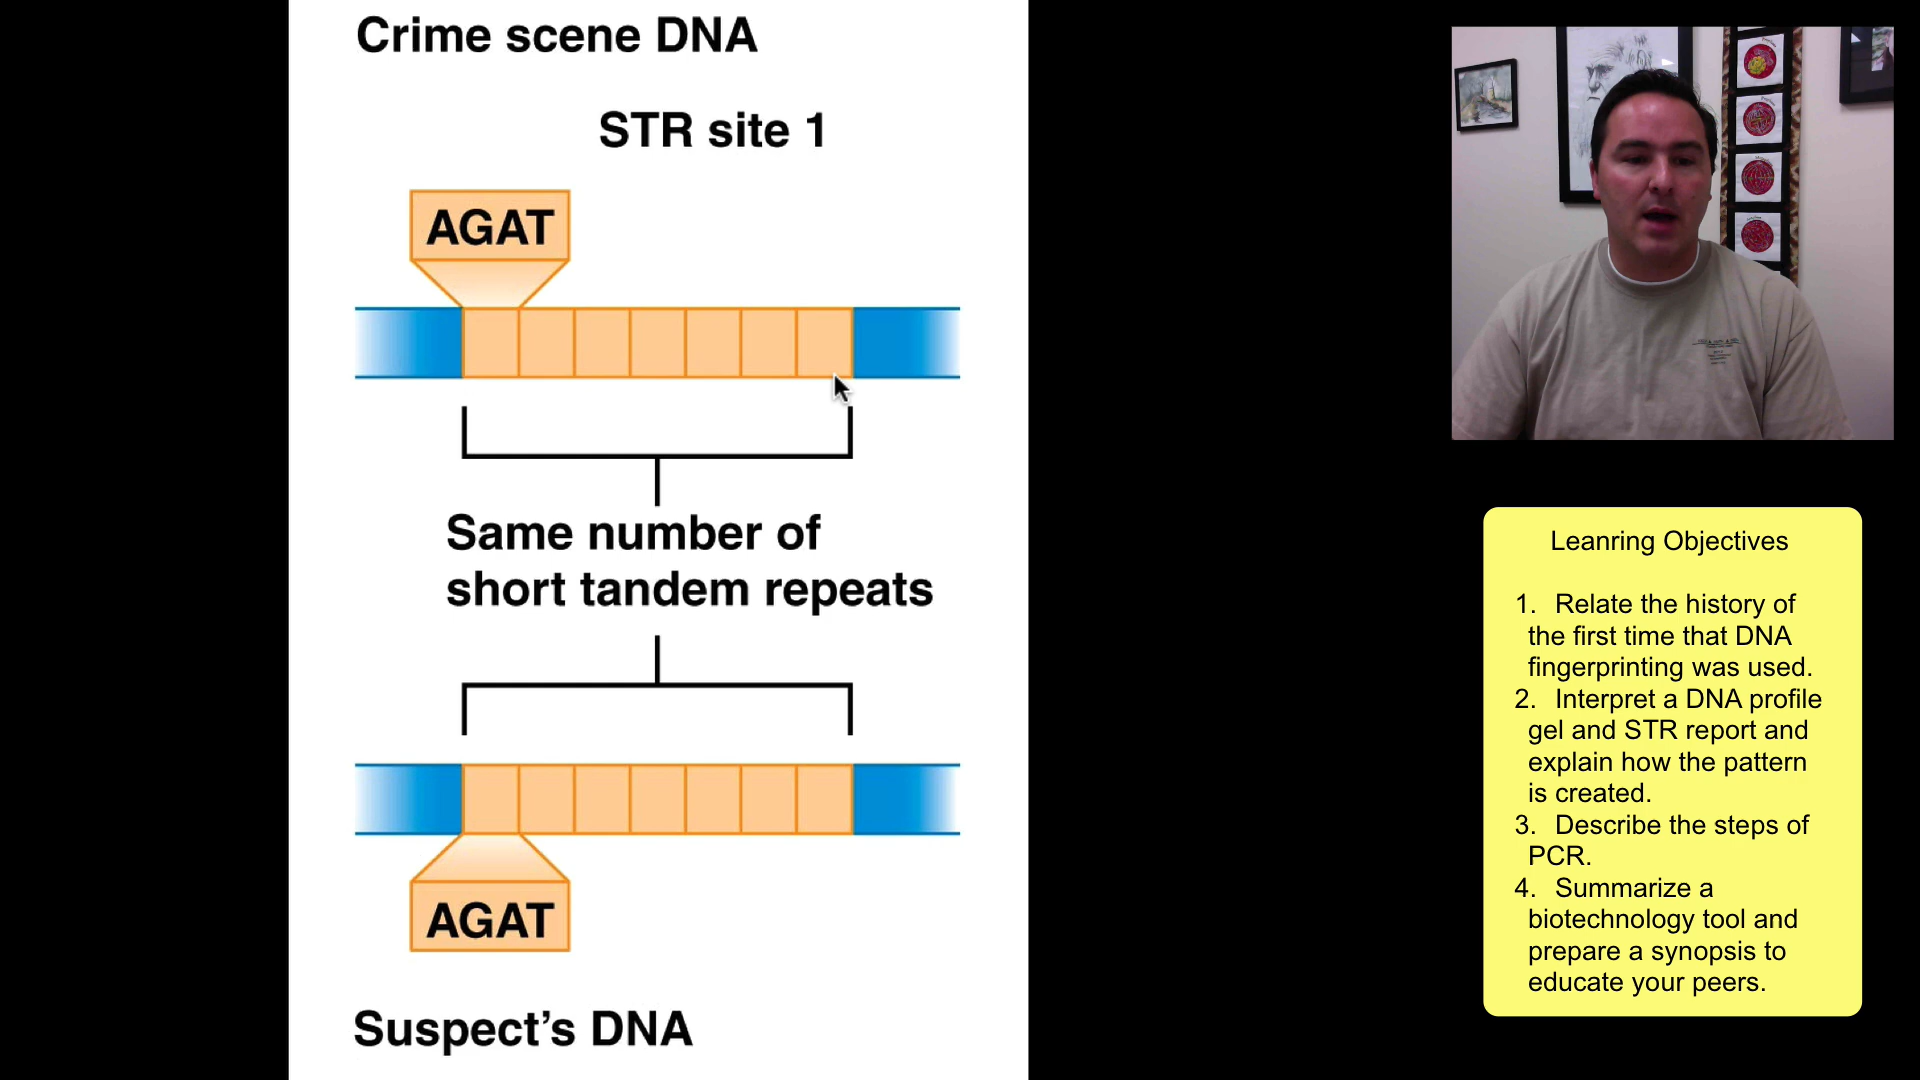 Crime scene DNA
STR site 1
AGAT
Same number of
short tandem repeats
AGAT
Suspect’s DNA
Leanring Objectives
1. Relate the history of
the first time that DNA
fingerprinting was used.
2. Interpret a DNA profile
gel and STR report and
explain how the pattern
is created.
3. Describe the steps of
PCR.
4. Summarize a
biotechnology tool and
prepare a synopsis to
educate your peers.